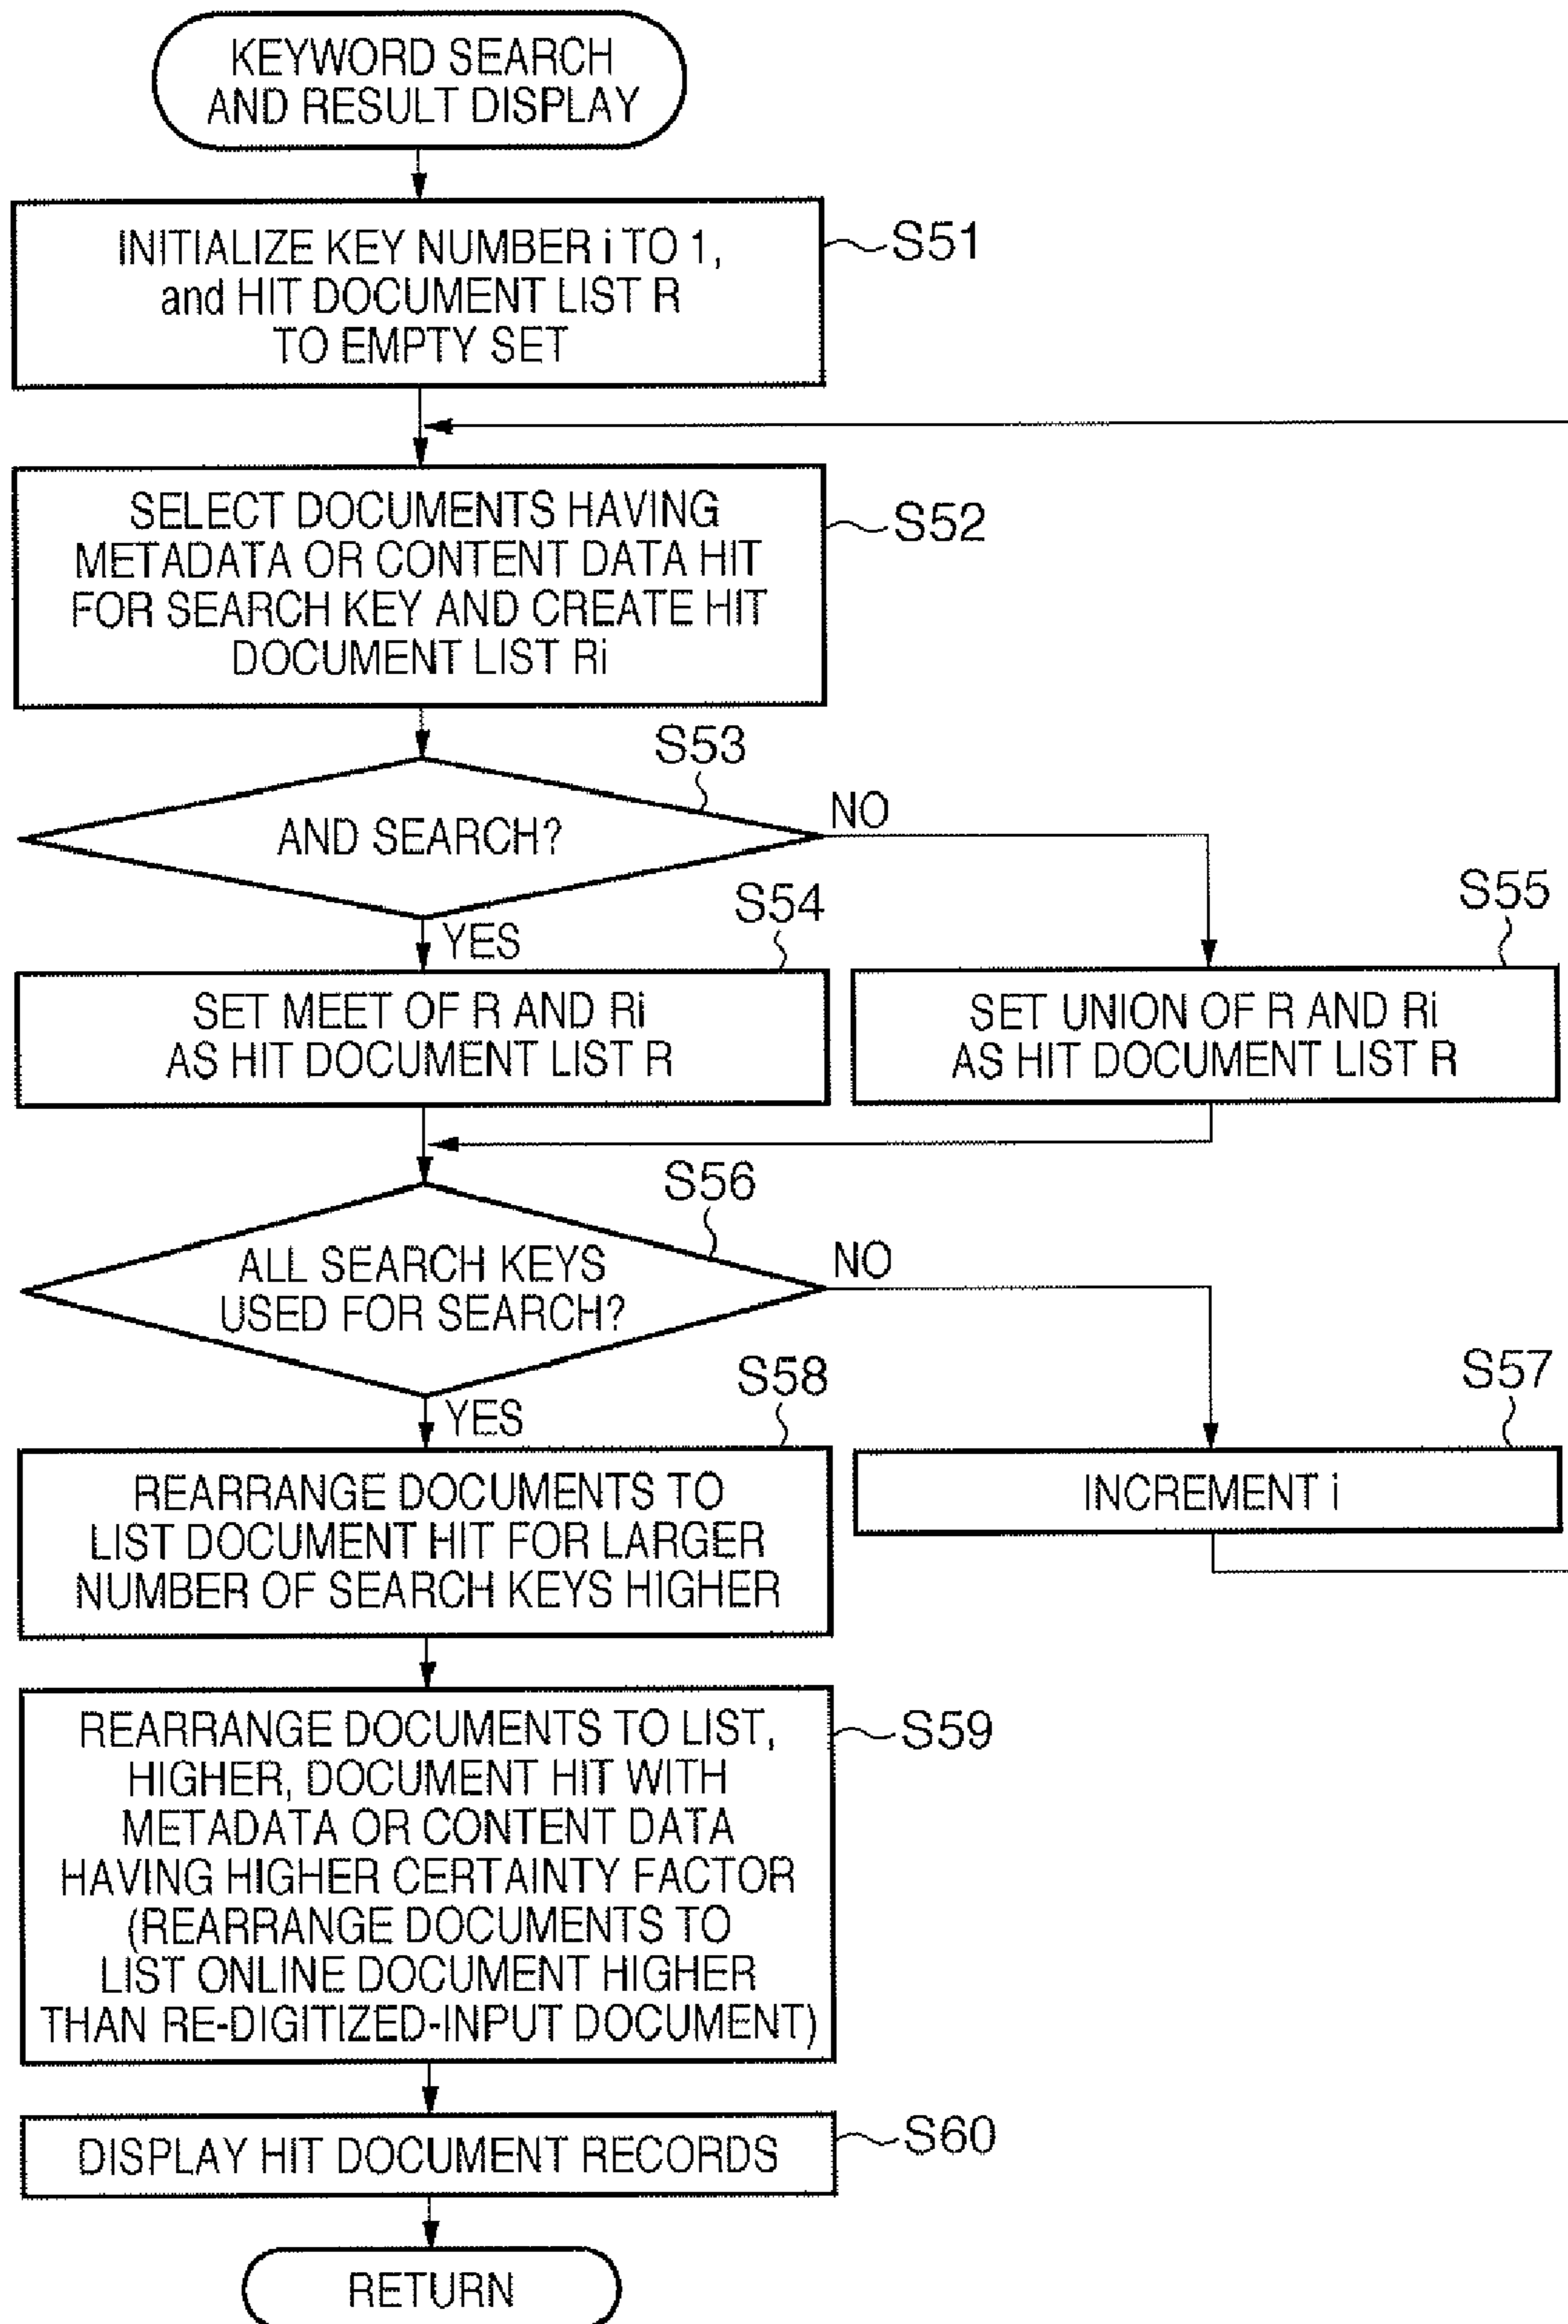 KEYWORD SEARCH
AND RESULT DISPLAY
INITIALIZE KEY NUMBER i TO 1,
and HIT DOCUMENT LIST R
TO EMPTY SET
S51
SELECT DOCUMENTS HAVING
METADATA OR CONTENT DATA HIT
FOR SEARCH KEY AND CREATE HIT
DOCUMENT LIST Ri
S52
S53
AND SEARCH?
NO
YES
S54
SET MEET OF R AND Ri
AS HIT DOCUMENT LIST R
S55
SET UNION OF R AND Ri
AS HIT DOCUMENT LIST R
S56
ALL SEARCH KEYS
USED FOR SEARCH?
NO
YES
S57
INCREMENT i
S58
REARRANGE DOCUMENTS TO
LIST DOCUMENT HIT FOR LARGER
NUMBER OF SEARCH KEYS HIGHER
REARRANGE DOCUMENTS TO LIST,
HIGHER, DOCUMENT HIT WITH
METADATA OR CONTENT DATA
HAVING HIGHER CERTAINTY FACTOR
(REARRANGE DOCUMENTS TO
LIST ONLINE DOCUMENT HIGHER
THAN RE-DIGITIZED-INPUT DOCUMENT)
S59
DISPLAY HIT DOCUMENT RECORDS
S60
RETURN